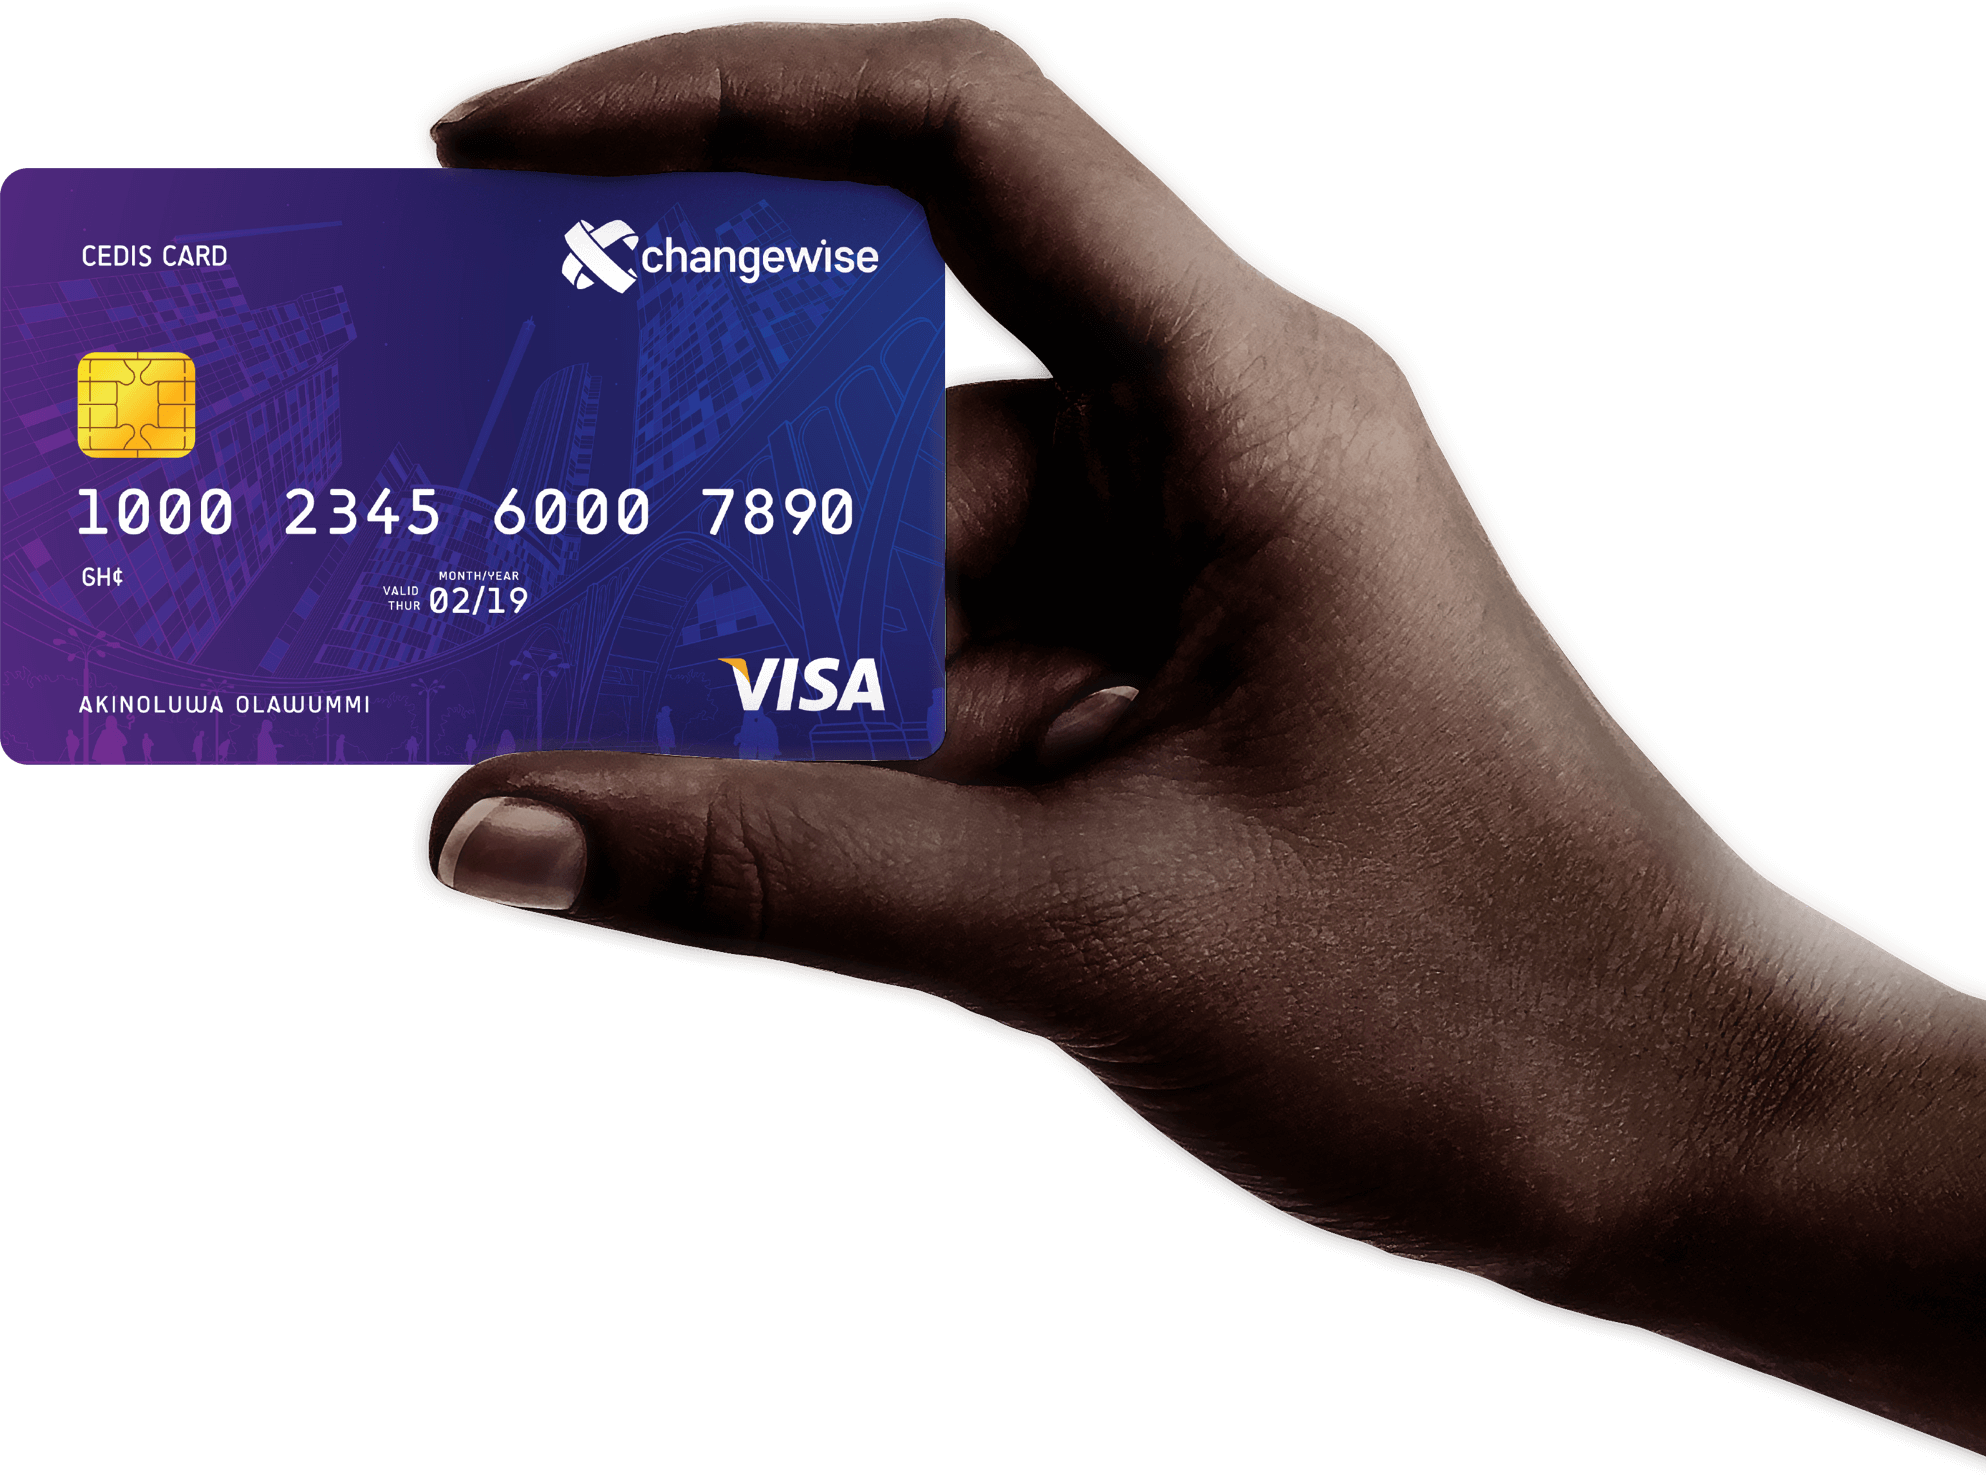 CEDIS CARD
changewise
1000 2345 6000 7890
GH¢
MONTH/YEAR
VALID
THUR
02/19
AKINOLUWA OLAWUMMI
VISA